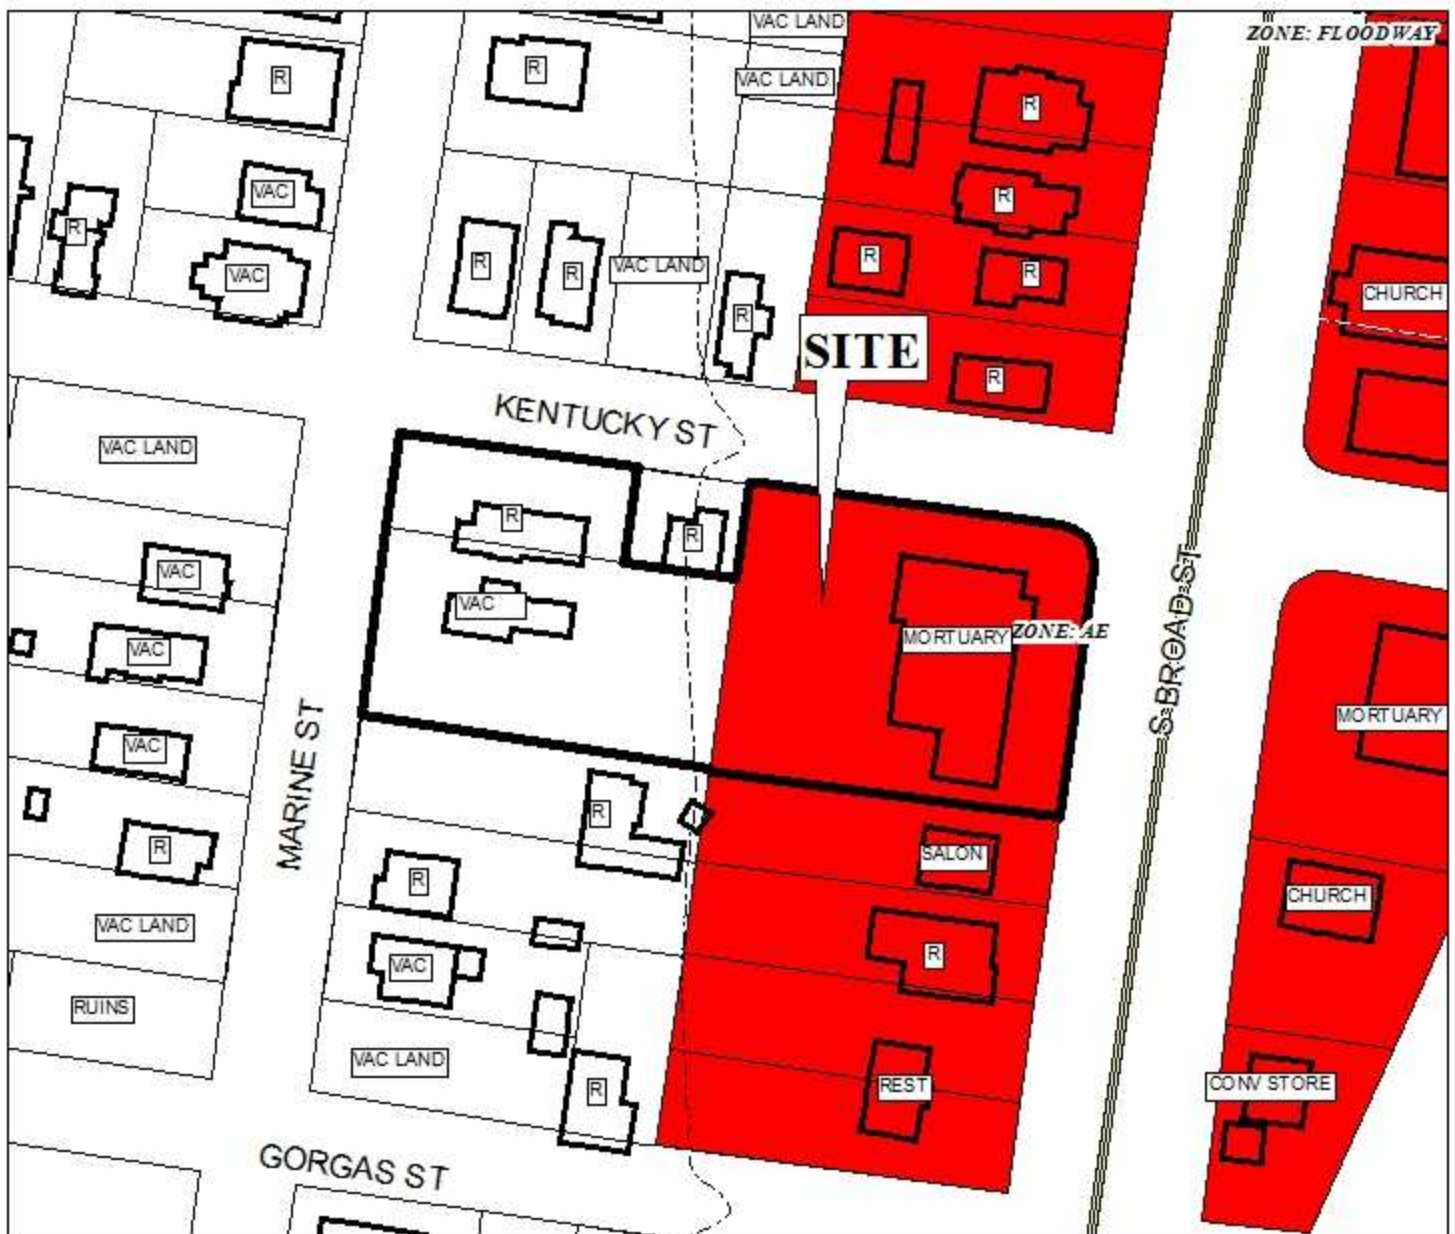 VAC LAND
ZONE: FLOODWAY
R
R
VAC LAND
R
VAC
R
R
VAC
R
R
VAC LAND
R
R
CHURCH
R
SITE
R
KENTUCKY ST
VAC LAND
R
R
VAC
VAC
MORTUARY
ZONE: AE
S BROAD ST
VAC
MORTUARY
VAC
MARINE ST
R
R
SALON
R
CHURCH
VAC LAND
VAC
R
RUINS
VAC LAND
R
REST
CONV STORE
GORGAS ST